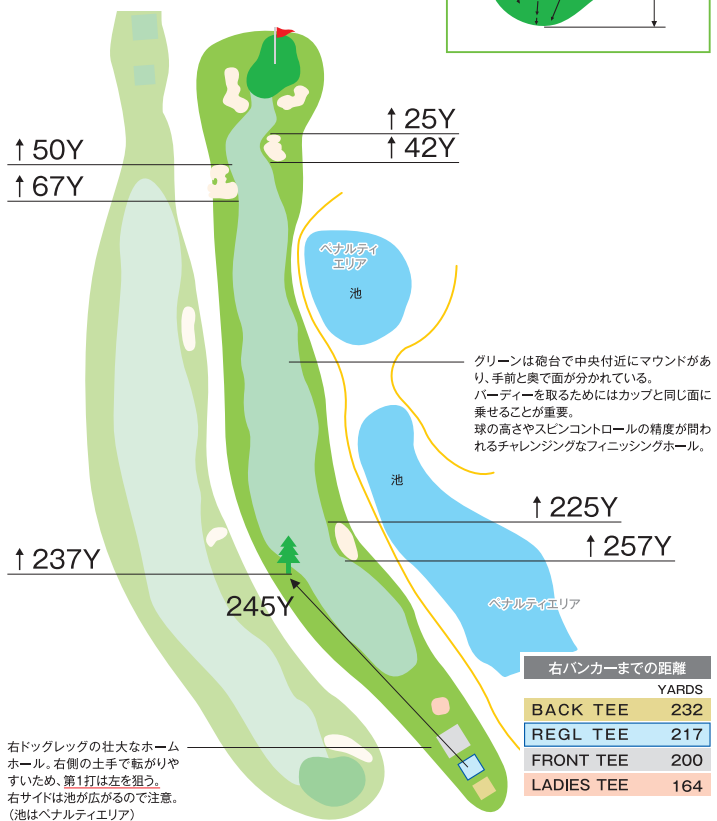 ↑ 25Y
↑ 42Y
↑ 50Y
↑ 67Y
ペナルティ
エリア
池
グリーンは砲台で中央付近にマウンドがあ
り、手前と奥で面が分かれている。
バーディーを取るためにはカップと同じ面に
乗せることが重要。
球の高さやスピンコントロールの精度が問わ
れるチャレンジングなフィニッシングホール。
池
↑ 225Y
↑ 257Y
↑ 237Y
245Y
ペナルティエリア
右バンカーまでの距離
YARDS
BACK TEE 232
REGL TEE 217
FRONT TEE 200
LADIES TEE 164
右ドッグレッグの壮大なホーム
ホール。右側の土手で転がりや
すいため、第1打は左を狙う。
右サイドは池が広がるので注意。
(池はペナルティエリア)